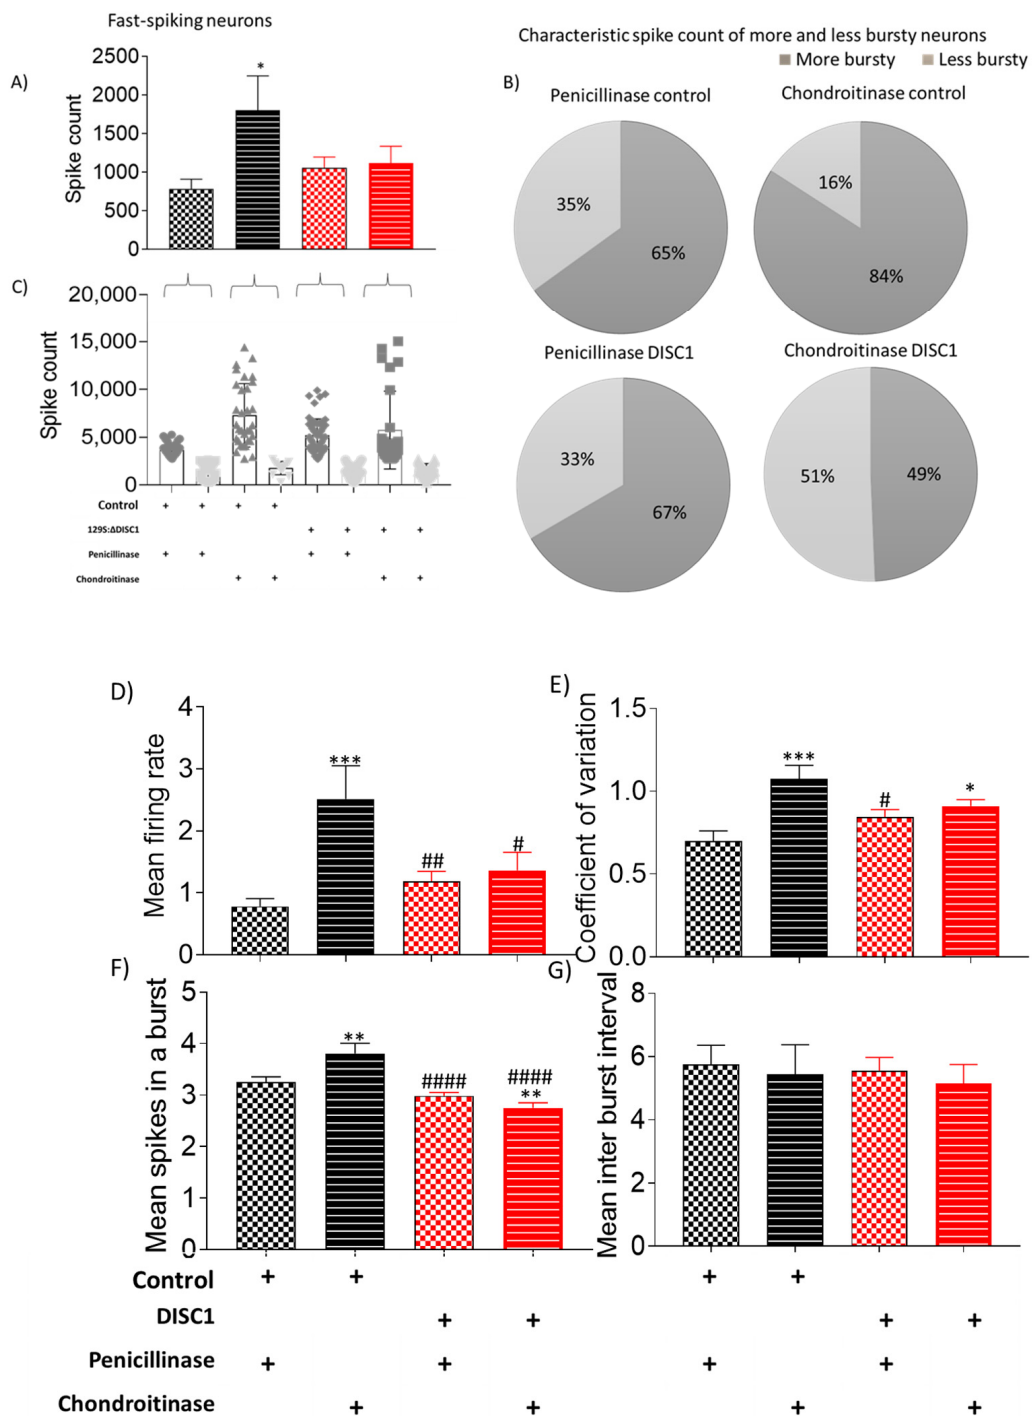 Fast-spiking neurons
Characteristic spike count of more and less bursty neurons
More bursty
Less bursty
A)
Spike count
2500
2000
1500
1000
500
0
*
B)
Penicillinase control
35%
65%
Chondroitinase control
16%
84%
Penicillinase DISC1
33%
67%
Chondroitinase DISC1
51%
49%
C)
Spike count
20,000
15,000
10,000
5,000
0
Control + + + +
129S:ΔDISC1 + + + +
Penicillinase + + + +
Chondroitinase + + + +
D)
Mean firing rate
4
3
2
1
0
***
##
#
E)
Coefficient of variation
1.5
1.0
0.5
0.0
***
#
*
F)
Mean spikes in a burst
5
4
3
2
1
0
**
####
####
**
G)
Mean inter burst interval
8
6
4
2
0
Control + + + +
DISC1 + + + +
Penicillinase + + + +
Chondroitinase + + + +